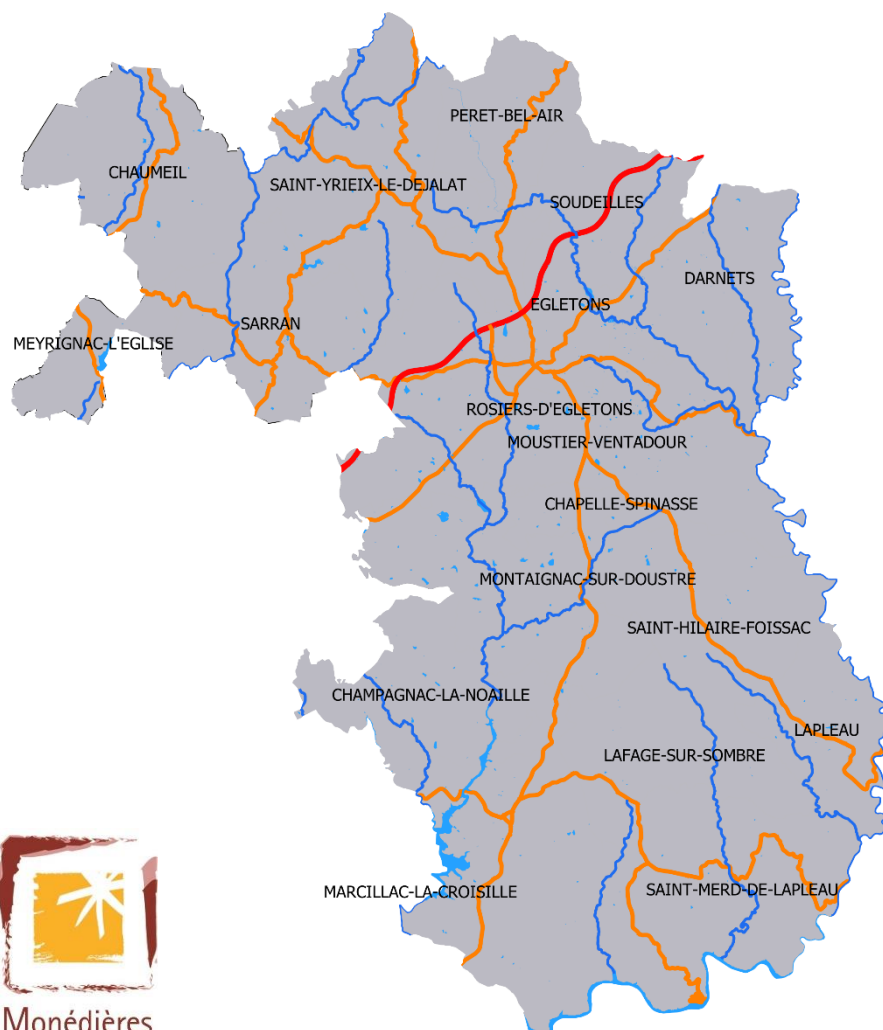 PERET-BEL-AIR
CHAUMEIL
SAINT-YRIEIX-LE-DEJALAT
SOUDEILLES
DARNETS
EGLETONS
SARRAN
MEYRIGNAC-L'EGLISE
ROSIERS-D'EGLETONS
MOUSTIER-VENTADOUR
CHAPELLE-SPINASSE
MONTAIGNAC-SUR-DOUSTRE
SAINT-HILAIRE-FOISSAC
CHAMPAGNAC-LA-NOAILLE
LAPLEAU
LAFAGE-SUR-SOMBRE
MARCILLAC-LA-CROISILLE
SAINT-MERD-DE-LAPLEAU
Monédières